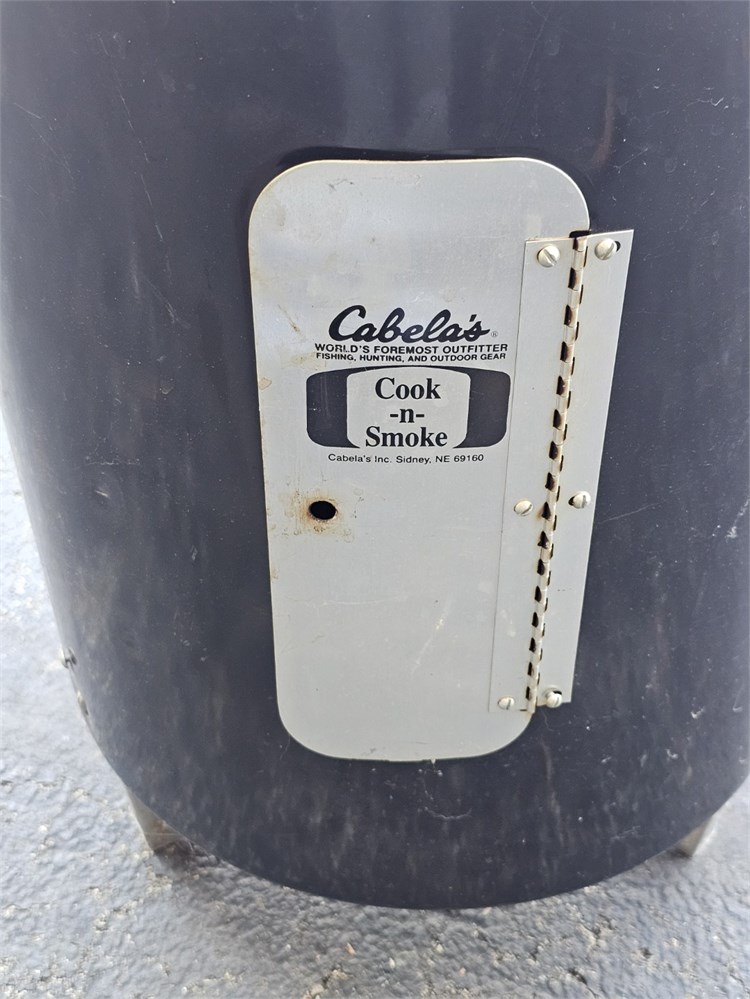 Cabela's®
WORLD'S FOREMOST OUTFITTER
FISHING, HUNTING, AND OUTDOOR GEAR
Cook
-n-
Smoke
Cabela's Inc. Sidney, NE 69160